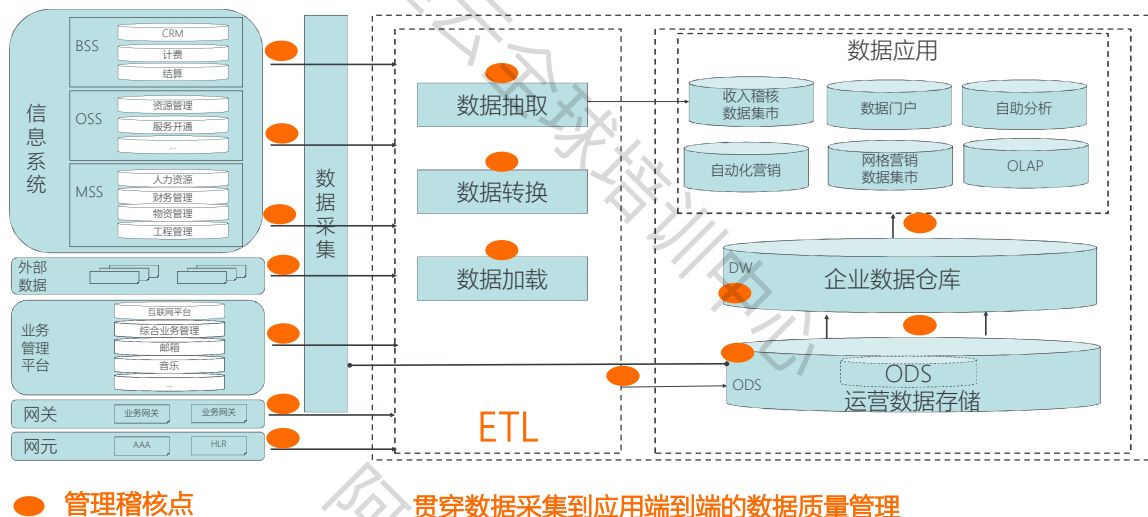 信息系统
BSS
CRM
计费
结算
OSS
资源管理
服务开通
...
MSS
人力资源
财务管理
物资管理
工程管理
外部
数据
业务
管理
平台
互联网平台
综合业务管理
邮箱
音乐
...
网关
业务网关
业务网关
网元
AAA
HLR
数据采集
数据抽取
数据转换
数据加载
ETL
数据应用
收入稽核
数据集市
数据门户
自助分析
自动化营销
网格营销
数据集市
OLAP
DW
企业数据仓库
ODS
ODS
运营数据存储
管理稽核点
贯穿数据采集到应用端到端的数据质量管理
云全球培训中心
阿